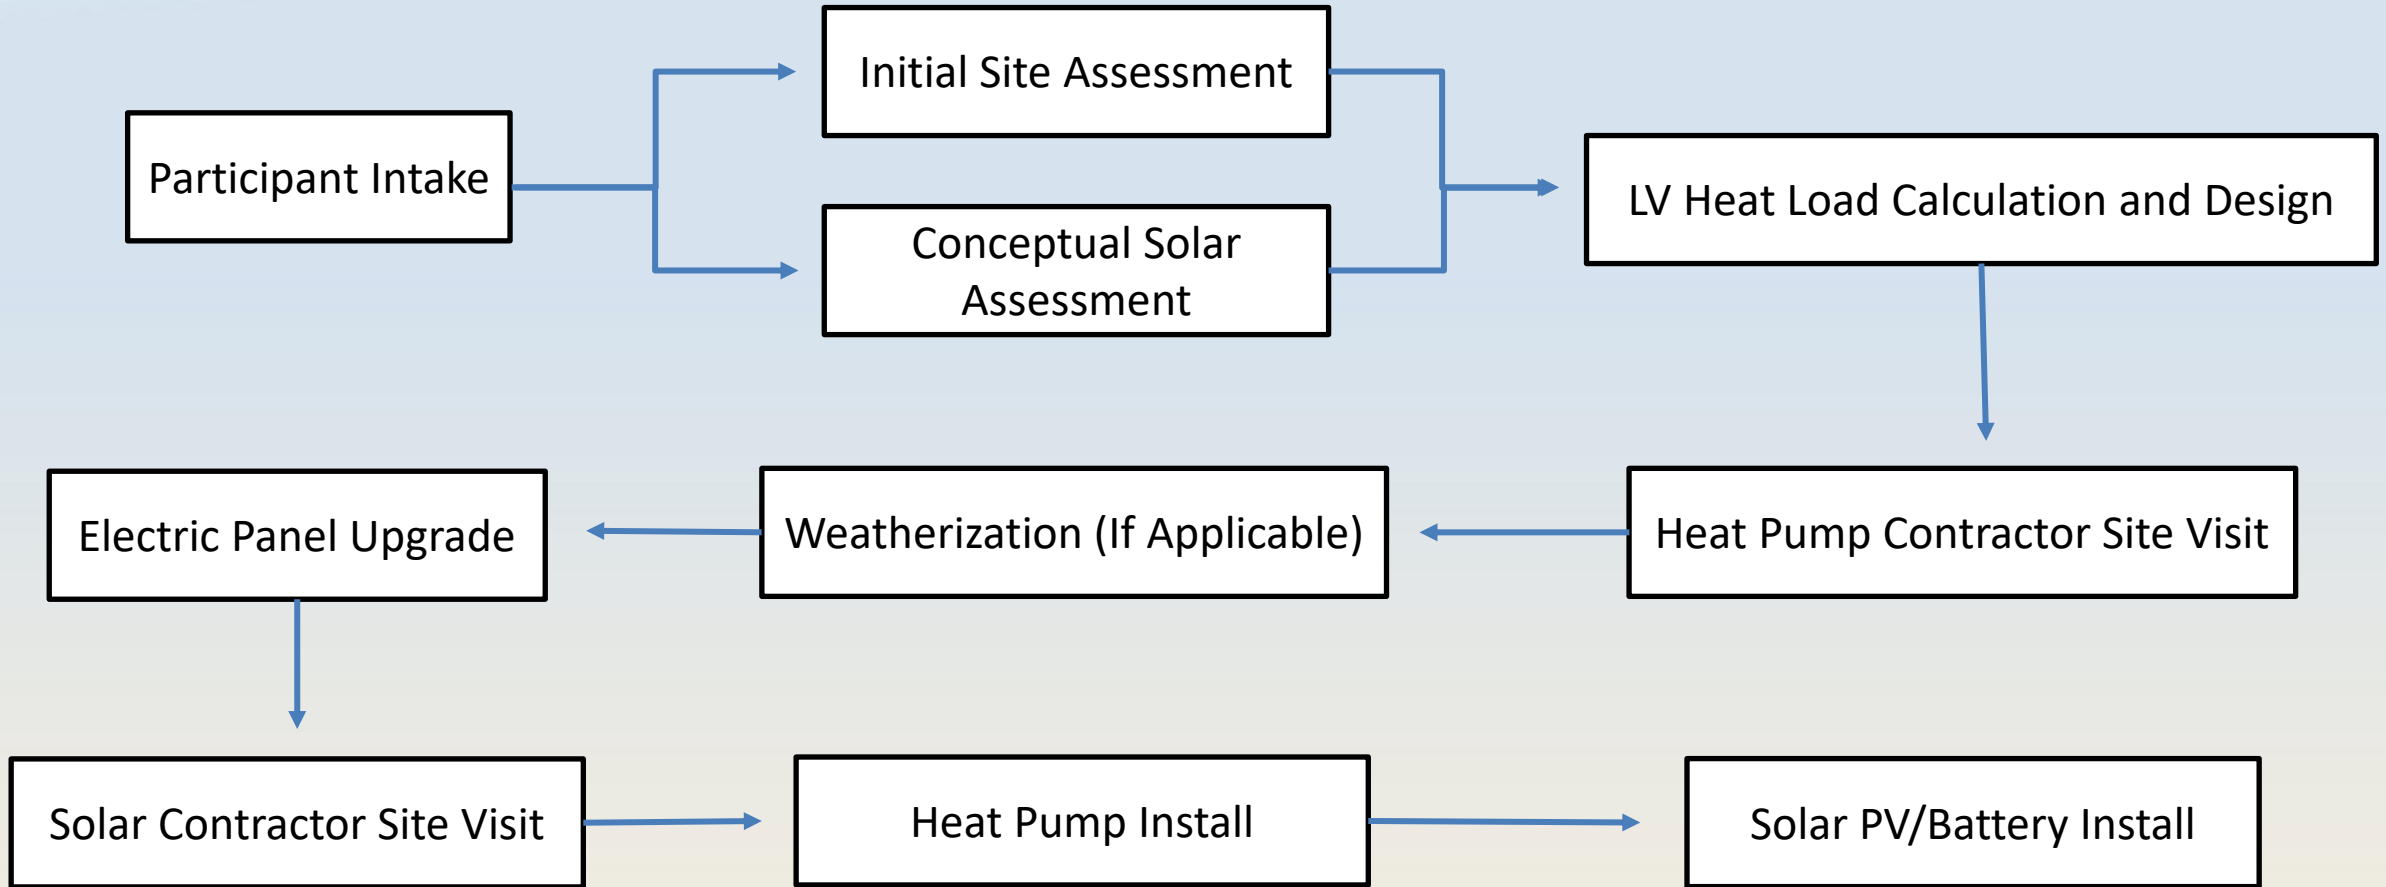 Participant Intake
Initial Site Assessment
Conceptual Solar
Assessment
LV Heat Load Calculation and Design
Heat Pump Contractor Site Visit
Weatherization (If Applicable)
Electric Panel Upgrade
Solar Contractor Site Visit
Heat Pump Install
Solar PV/Battery Install